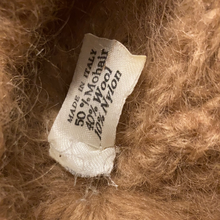 MADE IN ITALY
50% Mohair
40% Wool
10% Nylon